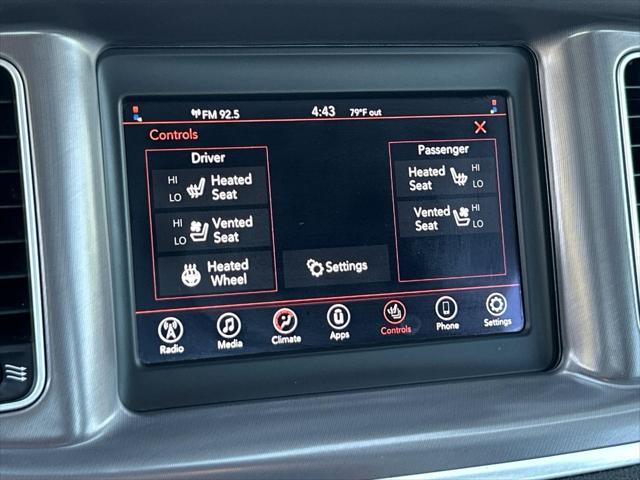 FM 92.5 4:43 79°F out
Controls X
Driver
HI
LO
Heated
Seat
HI
LO
Vented
Seat
Heated
Wheel
Settings
Passenger
Heated
Seat
HI
LO
Vented
Seat
HI
LO
Radio Media Climate Apps Controls Phone Settings